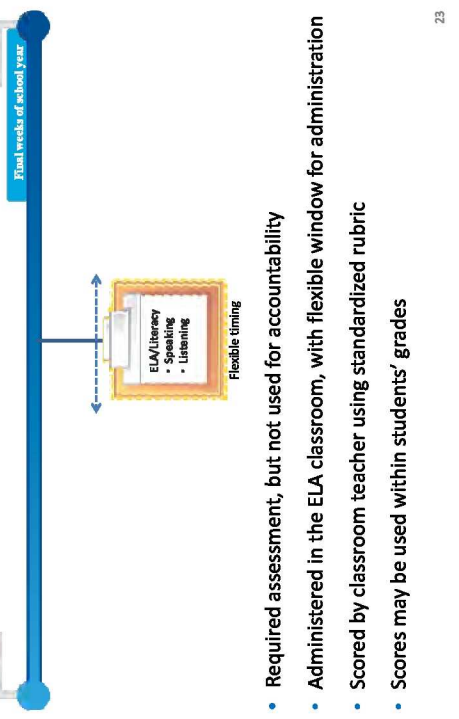 Final weeks of school year
ELA/Literacy
• Speaking
• Listening
Flexible timing
• Required assessment, but not used for accountability
• Administered in the ELA classroom, with flexible window for administration
• Scored by classroom teacher using standardized rubric
• Scores may be used within students' grades
23